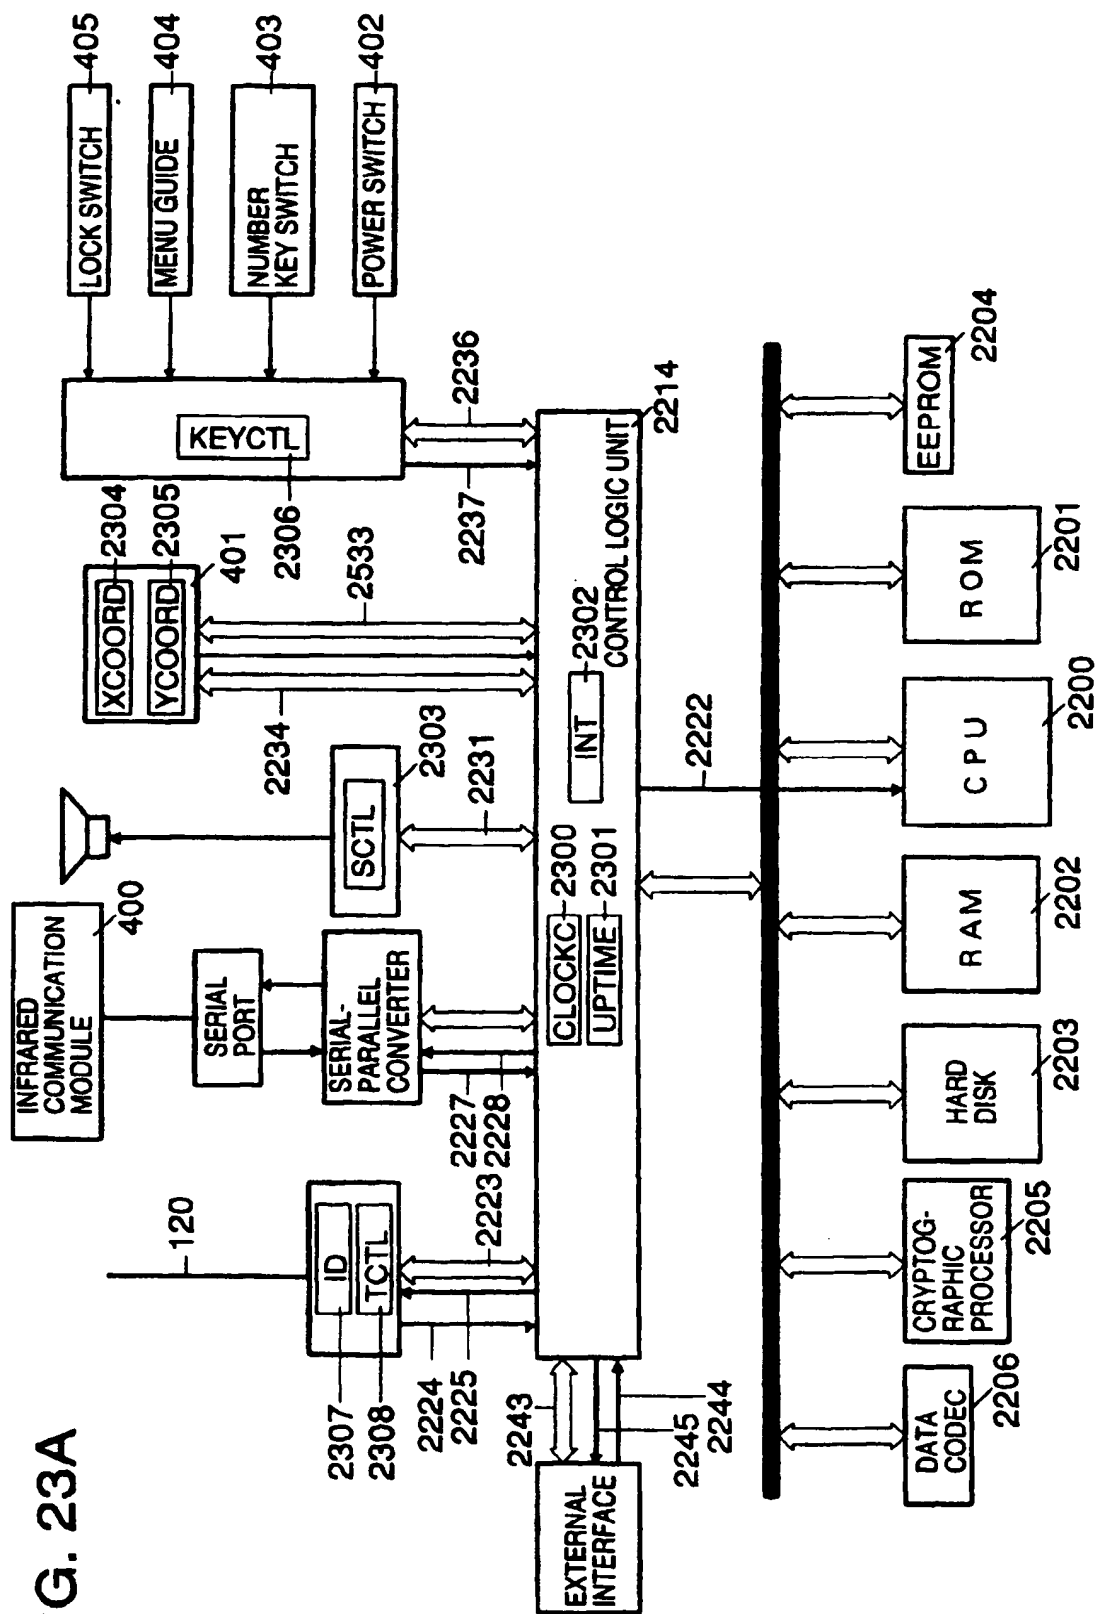 G. 23A
INFRARED
COMMUNICATION
MODULE
400
120
SERIAL
PORT
SERIAL-
PARALLEL
CONVERTER
ID
TCTL
2307
2308
2224
2225
2223
2227
2228
SCTL
2303
2231
XCOORD
YCOORD
2304
2305
401
2234
2533
KEYCTL
2306
2237
2236
LOCK SWITCH
405
MENU GUIDE
404
NUMBER
KEY SWITCH
403
POWER SWITCH
402
EXTERNAL
INTERFACE
2243
2245
2244
CLOCKC
2300
UPTIME
2301
INT
2302
CONTROL LOGIC UNIT
2214
2222
DATA
CODEC
2206
CRYPTOG-
RAPHIC
PROCESSOR
2205
HARD
DISK
2203
RAM
2202
CPU
2200
ROM
2201
EEPROM
2204